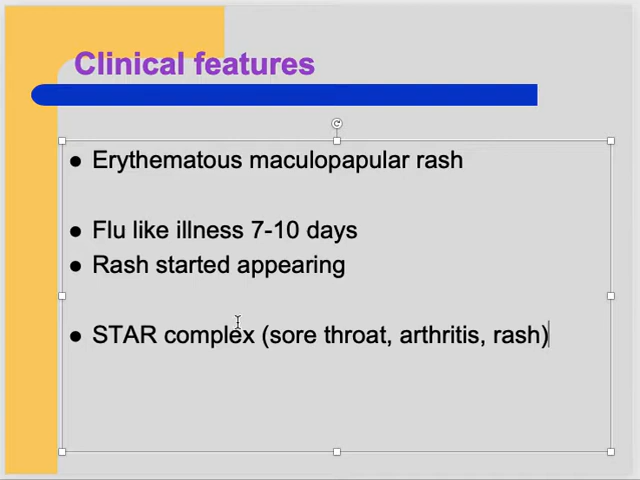 Clinical features
● Erythematous maculopapular rash
● Flu like illness 7-10 days
● Rash started appearing
● STAR complex (sore throat, arthritis, rash)